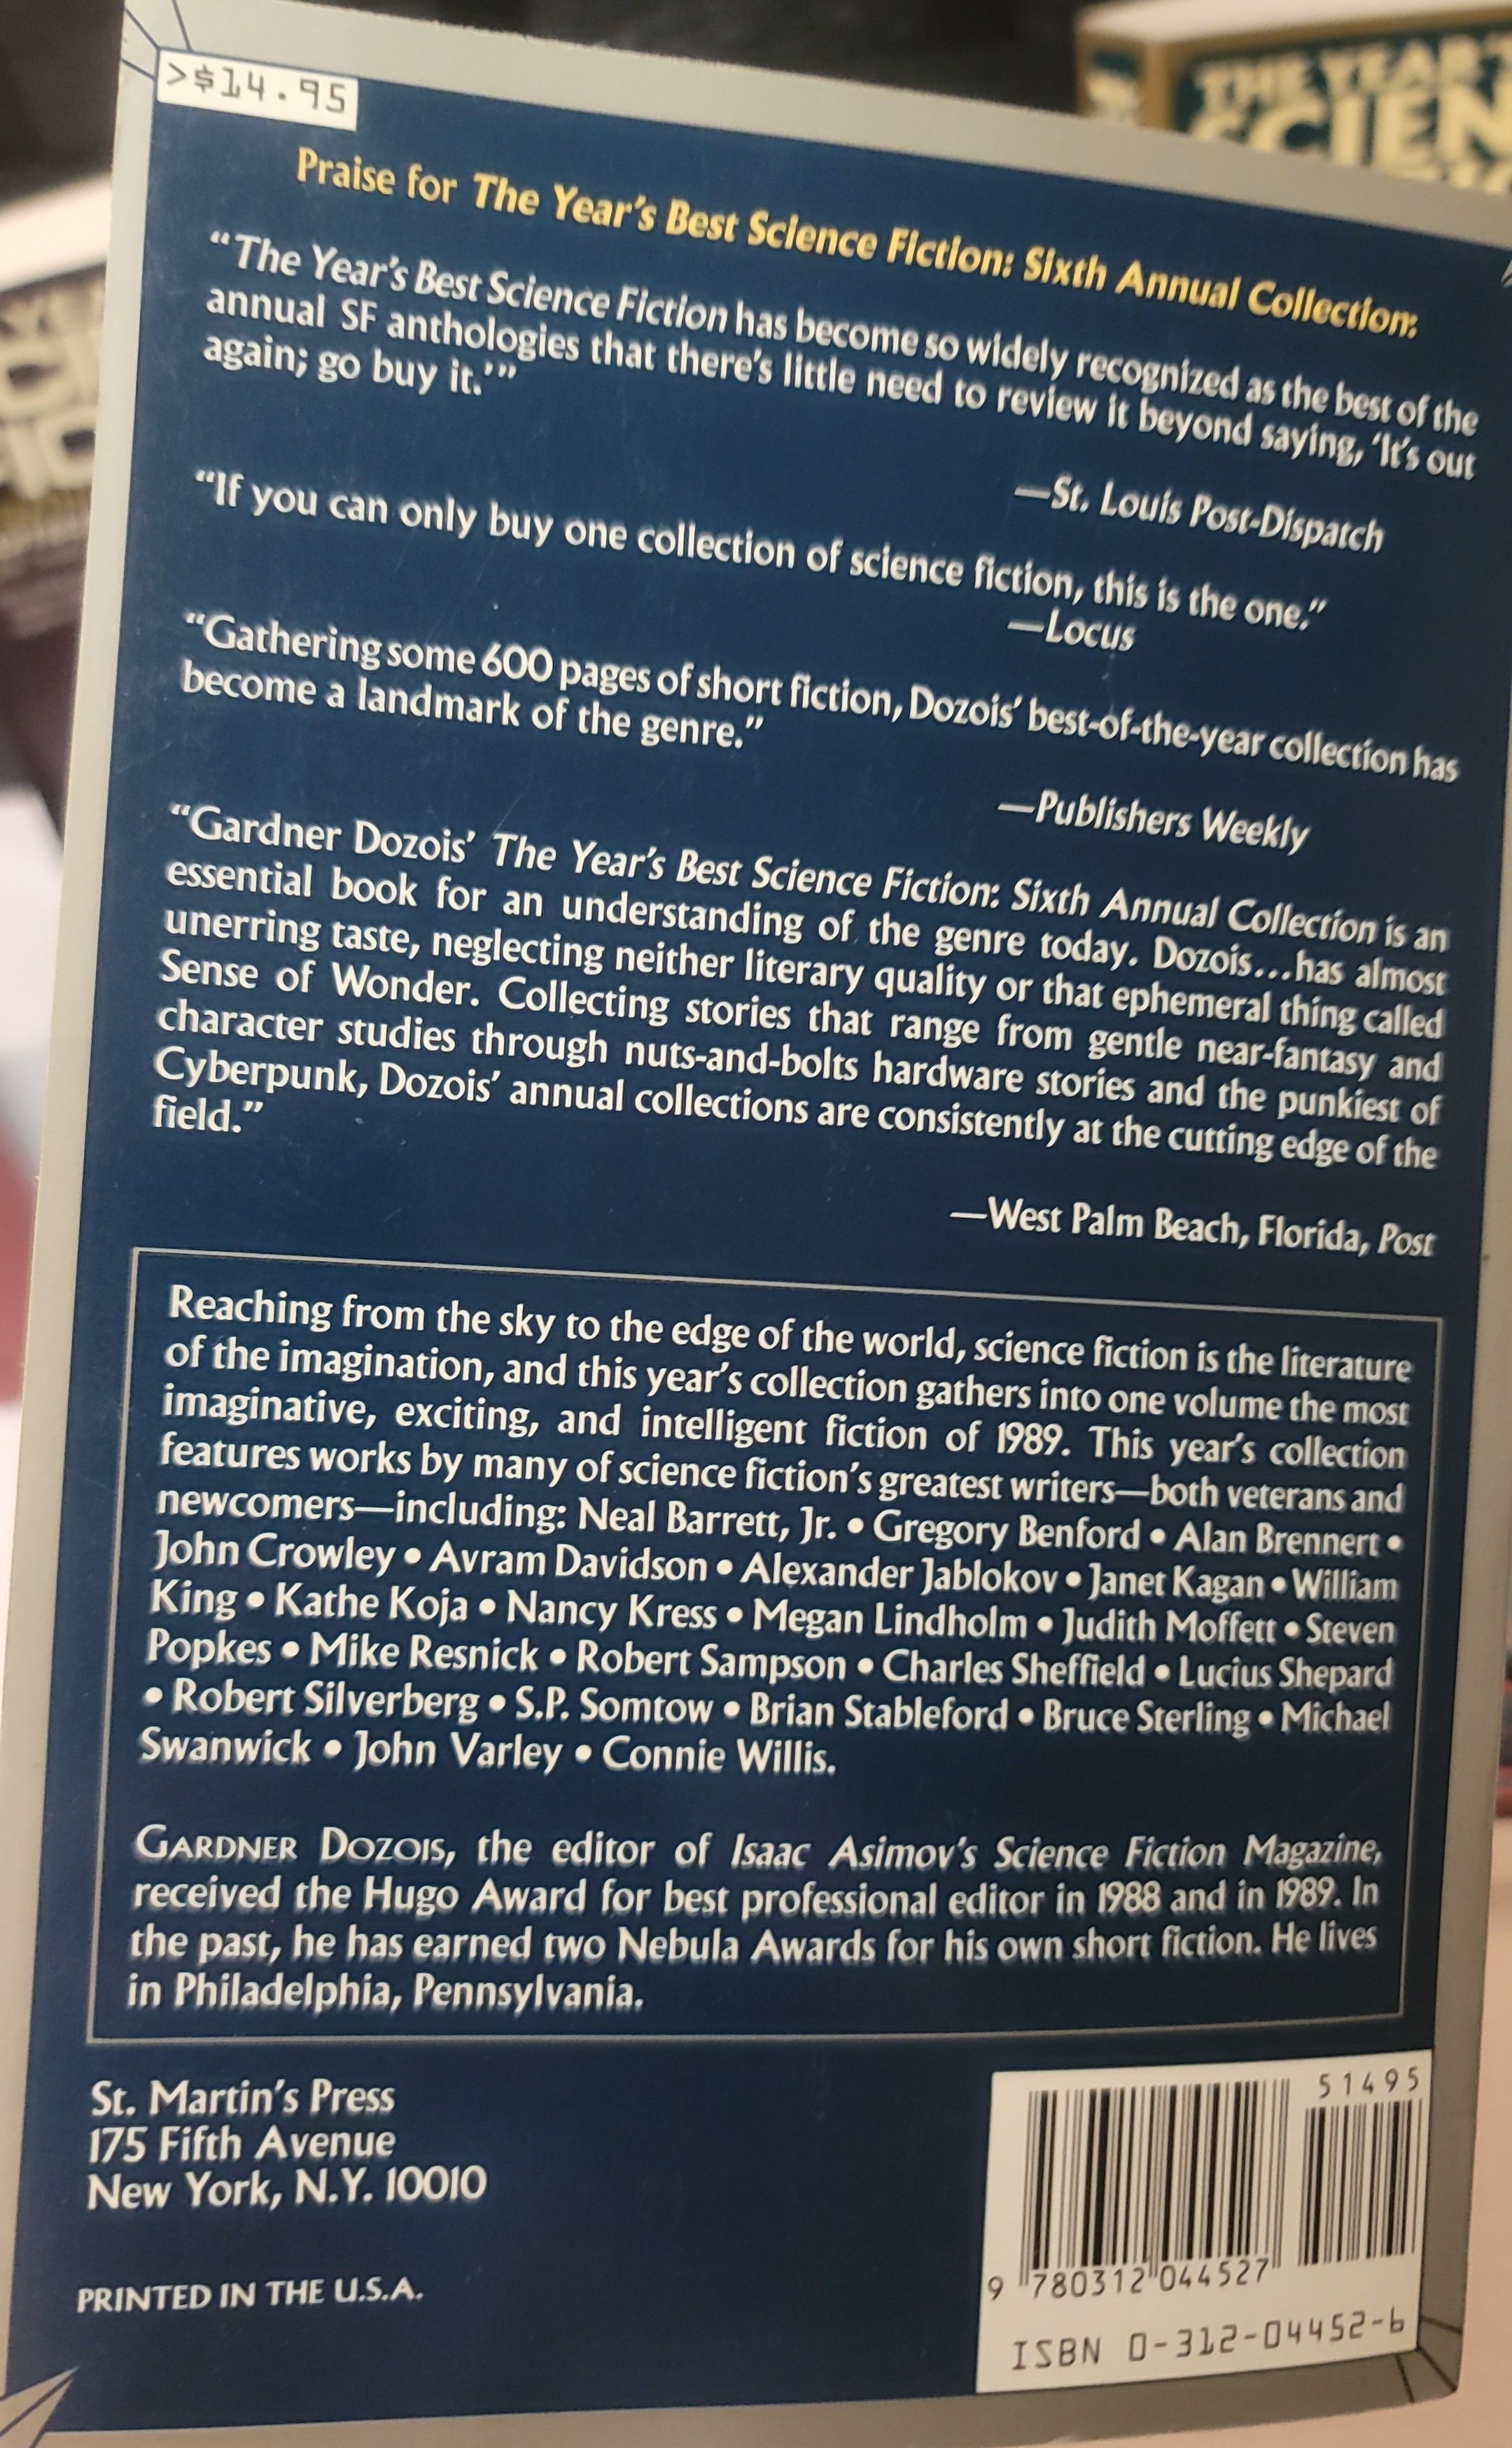 >$14.95
Praise for The Year's Best Science Fiction: Sixth Annual Collection:
“The Year's Best Science Fiction has become so widely recognized as the best of the
annual SF anthologies that there's little need to review it beyond saying, ‘It's out
again; go buy it.’”
—St. Louis Post-Dispatch
“If you can only buy one collection of science fiction, this is the one.”
—Locus
“Gathering some 600 pages of short fiction, Dozois’ best-of-the-year collection has
become a landmark of the genre.”
—Publishers Weekly
“Gardner Dozois’ The Year's Best Science Fiction: Sixth Annual Collection is an
essential book for an understanding of the genre today. Dozois...has almost
unerring taste, neglecting neither literary quality or that ephemeral thing called
Sense of Wonder. Collecting stories that range from gentle near-fantasy and
character studies through nuts-and-bolts hardware stories and the punkiest of
Cyberpunk, Dozois’ annual collections are consistently at the cutting edge of the
field.”
—West Palm Beach, Florida, Post
Reaching from the sky to the edge of the world, science fiction is the literature
of the imagination, and this year's collection gathers into one volume the most
imaginative, exciting, and intelligent fiction of 1989. This year's collection
features works by many of science fiction's greatest writers—both veterans and
newcomers—including: Neal Barrett, Jr. • Gregory Benford • Alan Brennert •
John Crowley • Avram Davidson • Alexander Jablokov • Janet Kagan • William
King • Kathe Koja • Nancy Kress • Megan Lindholm • Judith Moffett • Steven
Popkes • Mike Resnick • Robert Sampson • Charles Sheffield • Lucius Shepard
• Robert Silverberg • S.P. Somtow • Brian Stableford • Bruce Sterling • Michael
Swanwick • John Varley • Connie Willis.
GARDNER DOZOIS, the editor of Isaac Asimov's Science Fiction Magazine,
received the Hugo Award for best professional editor in 1988 and in 1989. In
the past, he has earned two Nebula Awards for his own short fiction. He lives
in Philadelphia, Pennsylvania.
St. Martin's Press
175 Fifth Avenue
New York, N.Y. 10010
PRINTED IN THE U.S.A.
51495
9 780312 044527
ISBN 0-312-04452-6
THE YEAR'
SCIEN